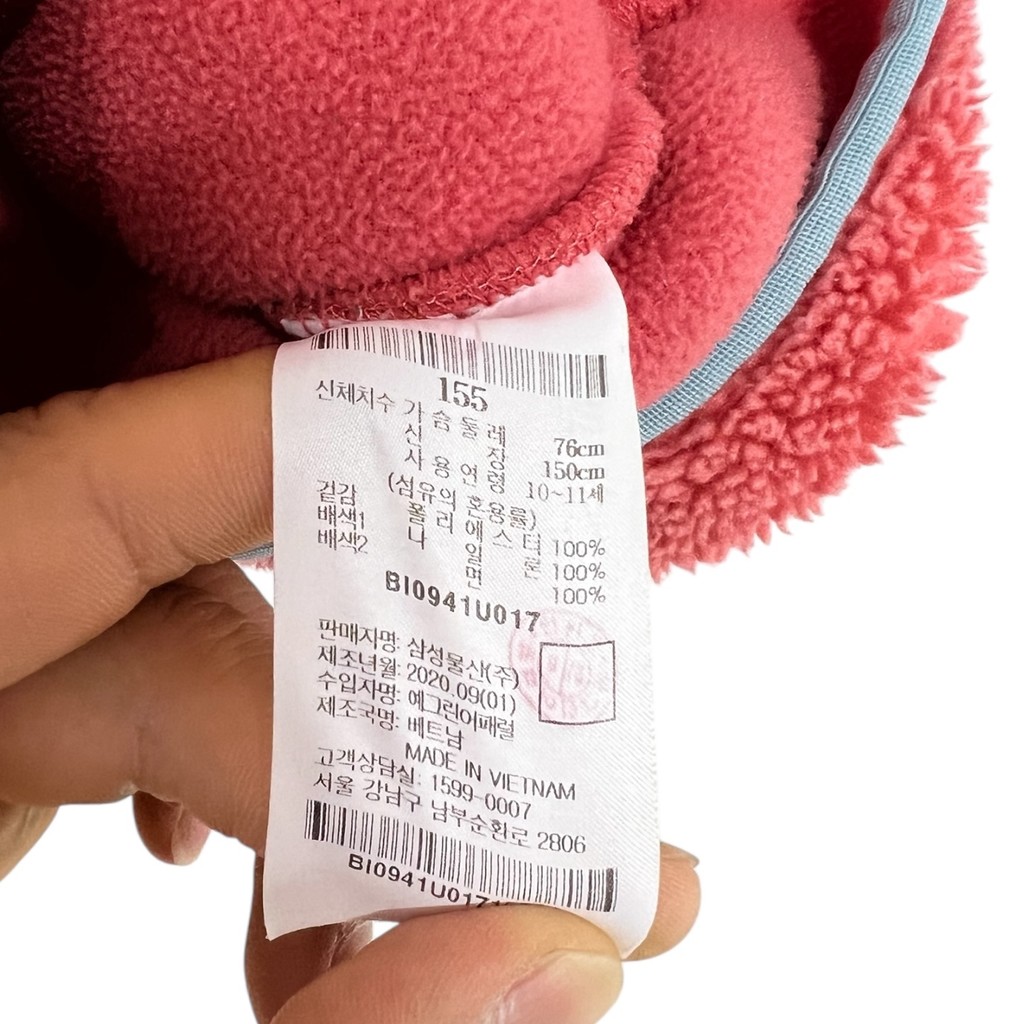 155
신체치수 가슴둘레 76cm
신장 150cm
사용연령 10~11세
(섬유의혼용률)
겉감 폴리에스터 100%
배색1 나일론 100%
배색2 면 100%
BI0941U017
판매자명: 삼성물산(주)
제조년월: 2020.09(01)
수입자명: 예그린어패럴
제조국명: 베트남
MADE IN VIETNAM
고객상담실: 1599-0007
서울 강남구 남부순환로 2806
BI0941U017